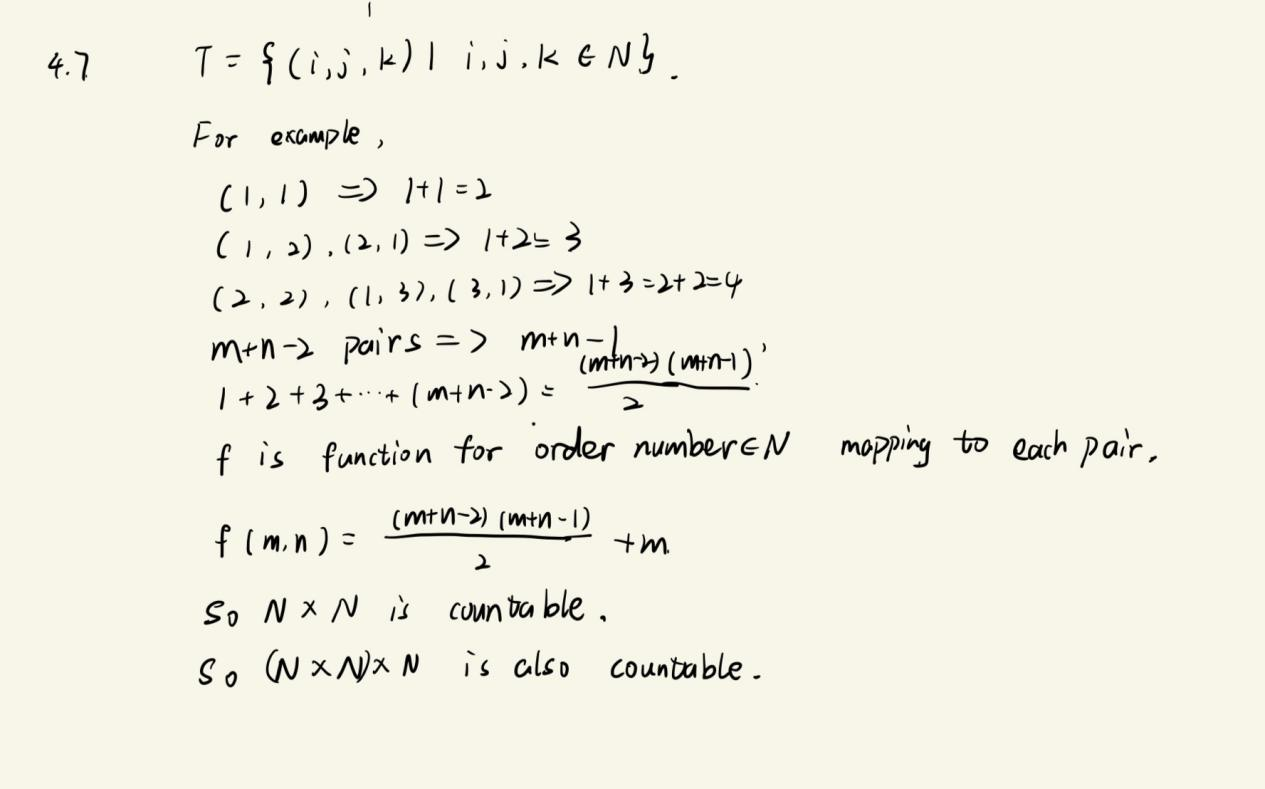 4.7 T = {(i,j,k) | i,j,k ∈ N}.
For example,
(1,1) => 1+1=2
(1,2),(2,1) => 1+2=3
(2,2),(1,3),(3,1) => 1+3=2+2=4
m+n-2 pairs => m+n-1
1+2+3+···+(m+n-2) = (m+n-2)(m+n-1)/2.
f is function for order number∈N mapping to each pair.
f(m,n) = (m+n-2)(m+n-1)/2 +m
So N×N is countable.
So (N×N)×N is also countable.